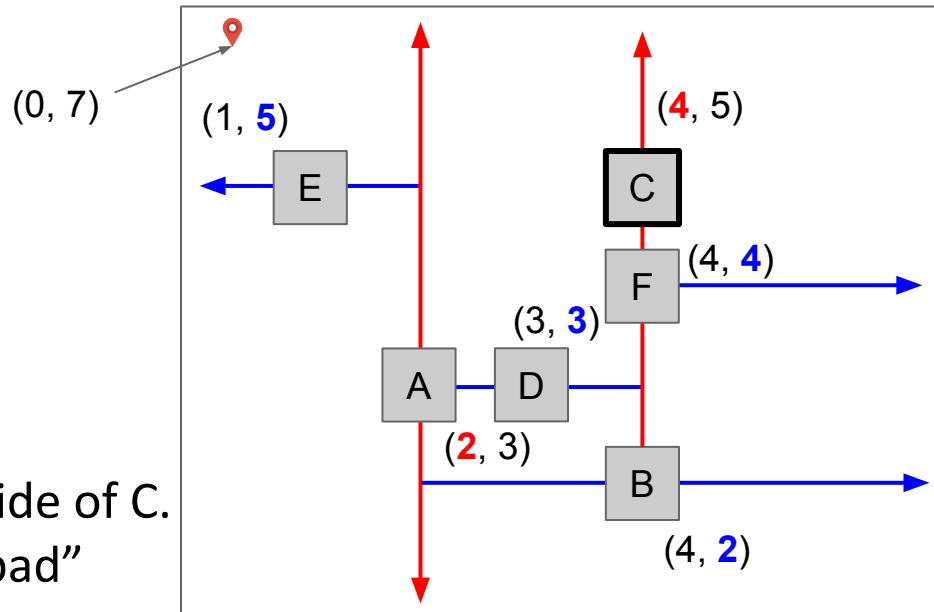 (0, 7)
(1, 5)
(4, 5)
E
C
(4, 4)
F
(3, 3)
A
D
(2, 3)
B
(4, 2)
ide of C.
oad”